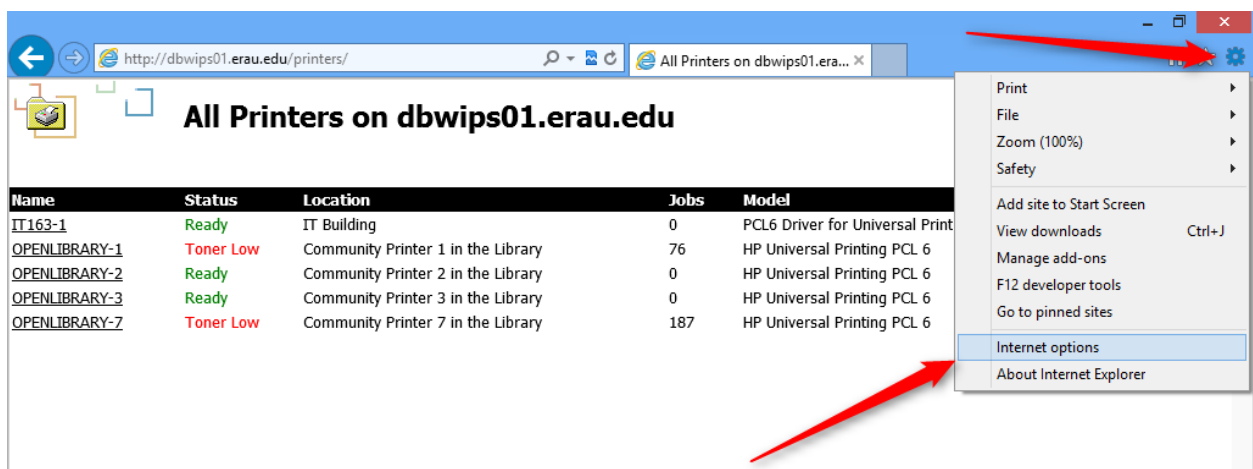 http://dbwips01.erau.edu/printers/
All Printers on dbwips01.era...
All Printers on dbwips01.erau.edu
Name Status Location Jobs Model
IT163-1 Ready IT Building 0 PCL6 Driver for Universal Print
OPENLIBRARY-1 Toner Low Community Printer 1 in the Library 76 HP Universal Printing PCL 6
OPENLIBRARY-2 Ready Community Printer 2 in the Library 0 HP Universal Printing PCL 6
OPENLIBRARY-3 Ready Community Printer 3 in the Library 0 HP Universal Printing PCL 6
OPENLIBRARY-7 Toner Low Community Printer 7 in the Library 187 HP Universal Printing PCL 6
Print
File
Zoom (100%)
Safety
Add site to Start Screen
View downloads Ctrl+J
Manage add-ons
F12 developer tools
Go to pinned sites
Internet options
About Internet Explorer